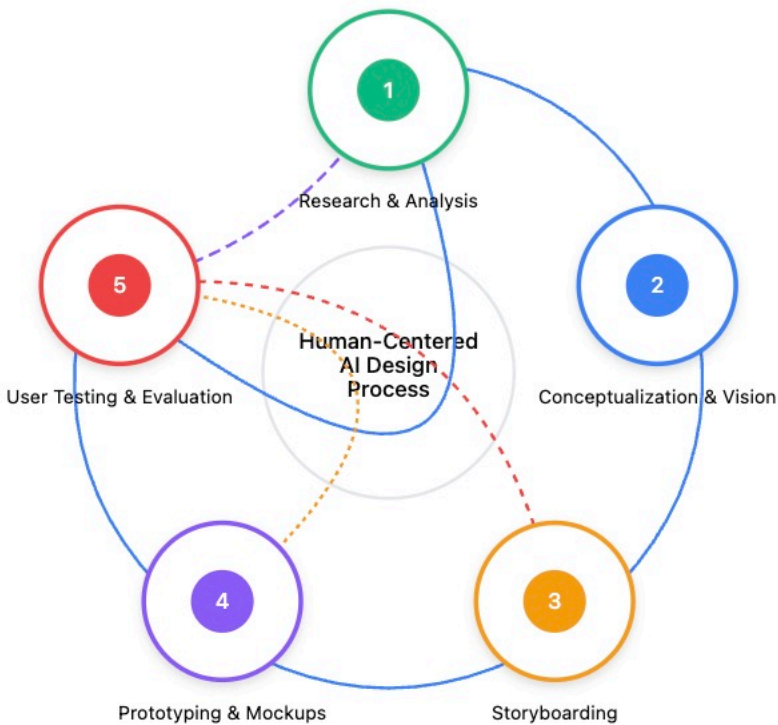 1
Research & Analysis
2
Conceptualization & Vision
Human-Centered
AI Design
Process
5
User Testing & Evaluation
4
Prototyping & Mockups
3
Storyboarding